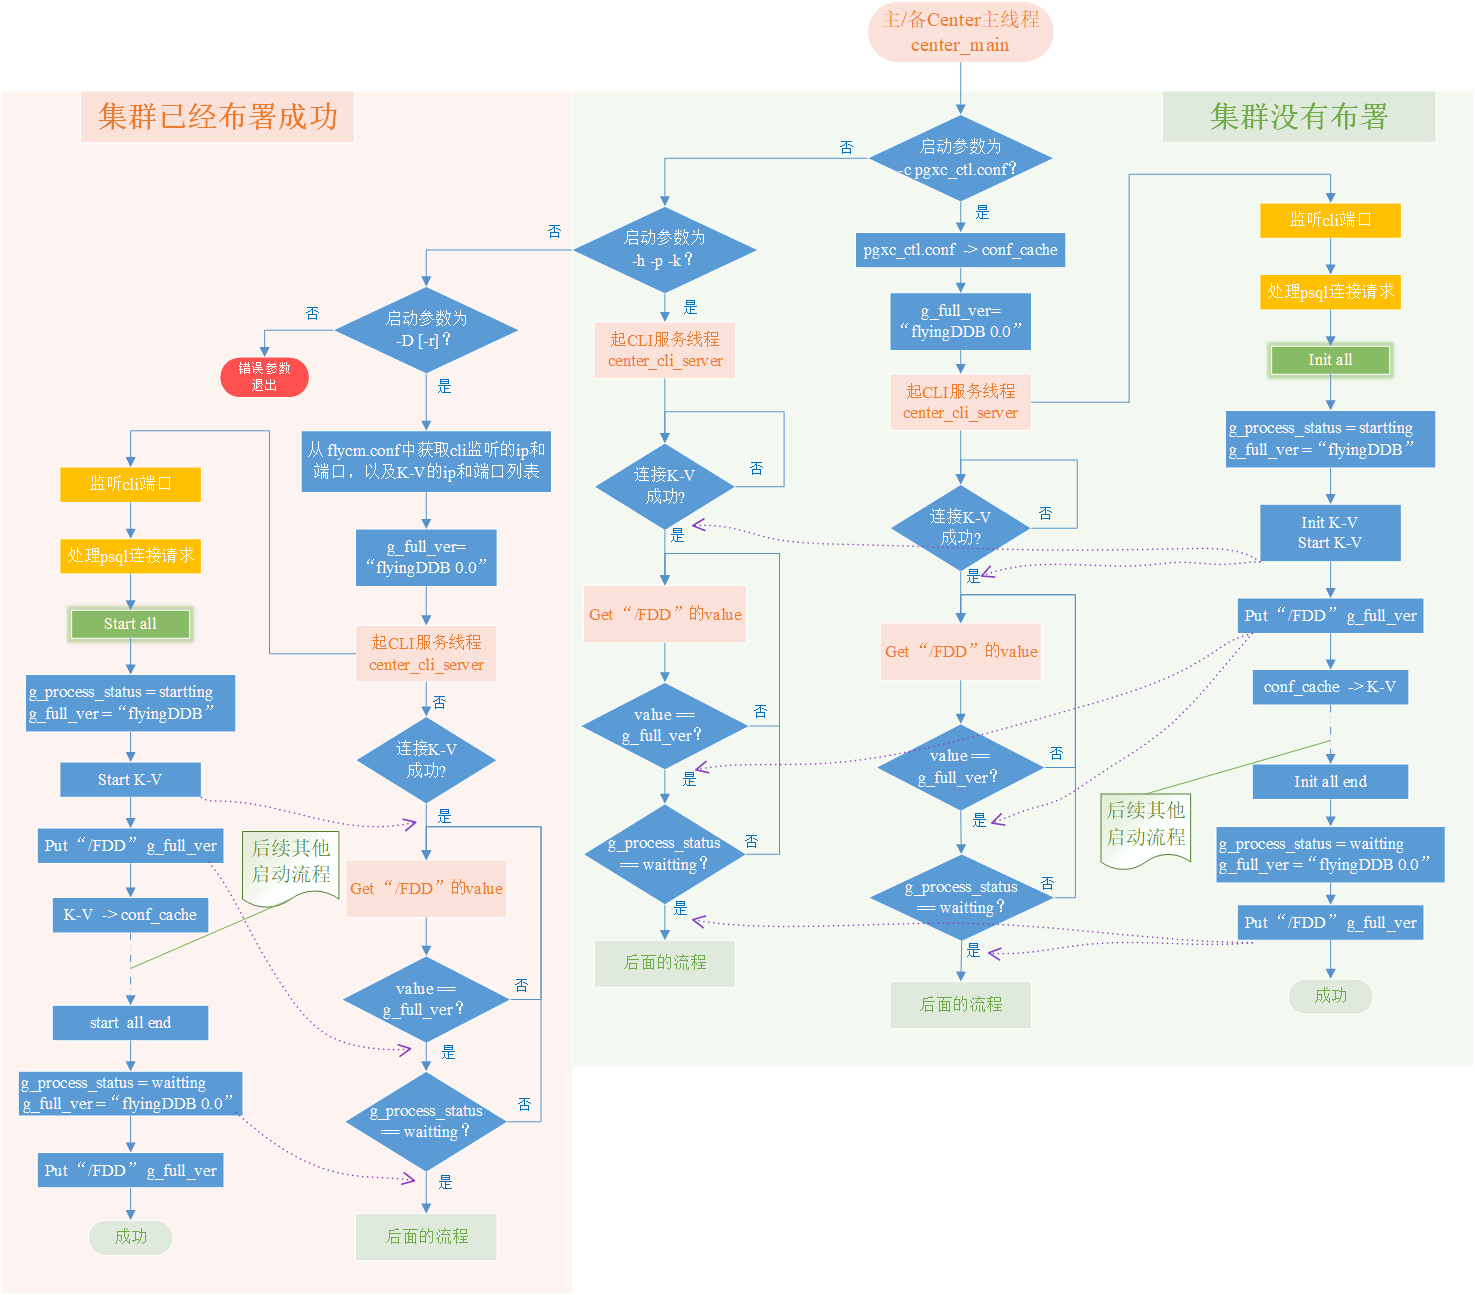 主/备Center主线程
center_main
集群已经布署成功
集群没有布署
启动参数为
-c pgxc_ctl.conf?
否
是
pgxc_ctl.conf -> conf_cache
g_full_ver=
“flyingDDB 0.0”
起CLI服务线程
center_cli_server
连接K-V
成功?
否
是
Get “/FDD” 的value
value ==
g_full_ver?
否
是
g_process_status
== waitting?
否
是
后面的流程
监听cli端口
处理psql连接请求
Init all
g_process_status = startting
g_full_ver = “flyingDDB”
Init K-V
Start K-V
Put “/FDD” g_full_ver
conf_cache -> K-V
后续其他
启动流程
Init all end
g_process_status = waitting
g_full_ver = “flyingDDB 0.0”
Put “/FDD” g_full_ver
成功
启动参数为
-h -p -k?
否
是
起CLI服务线程
center_cli_server
连接K-V
成功?
否
是
Get “/FDD” 的value
value ==
g_full_ver?
否
是
g_process_status
== waitting?
否
是
后面的流程
启动参数为
-D [-r]?
否
错误参数
退出
是
从 flycm.conf中获取cli监听的ip和
端口，以及K-V的ip和端口列表
g_full_ver=
“flyingDDB 0.0”
起CLI服务线程
center_cli_server
否
连接K-V
成功?
是
Get “/FDD” 的value
value ==
g_full_ver?
否
是
g_process_status
== waitting?
否
是
后面的流程
监听cli端口
处理psql连接请求
Start all
g_process_status = startting
g_full_ver = “flyingDDB”
Start K-V
Put “/FDD” g_full_ver
K-V -> conf_cache
后续其他
启动流程
start all end
g_process_status = waitting
g_full_ver = “flyingDDB 0.0”
Put “/FDD” g_full_ver
成功